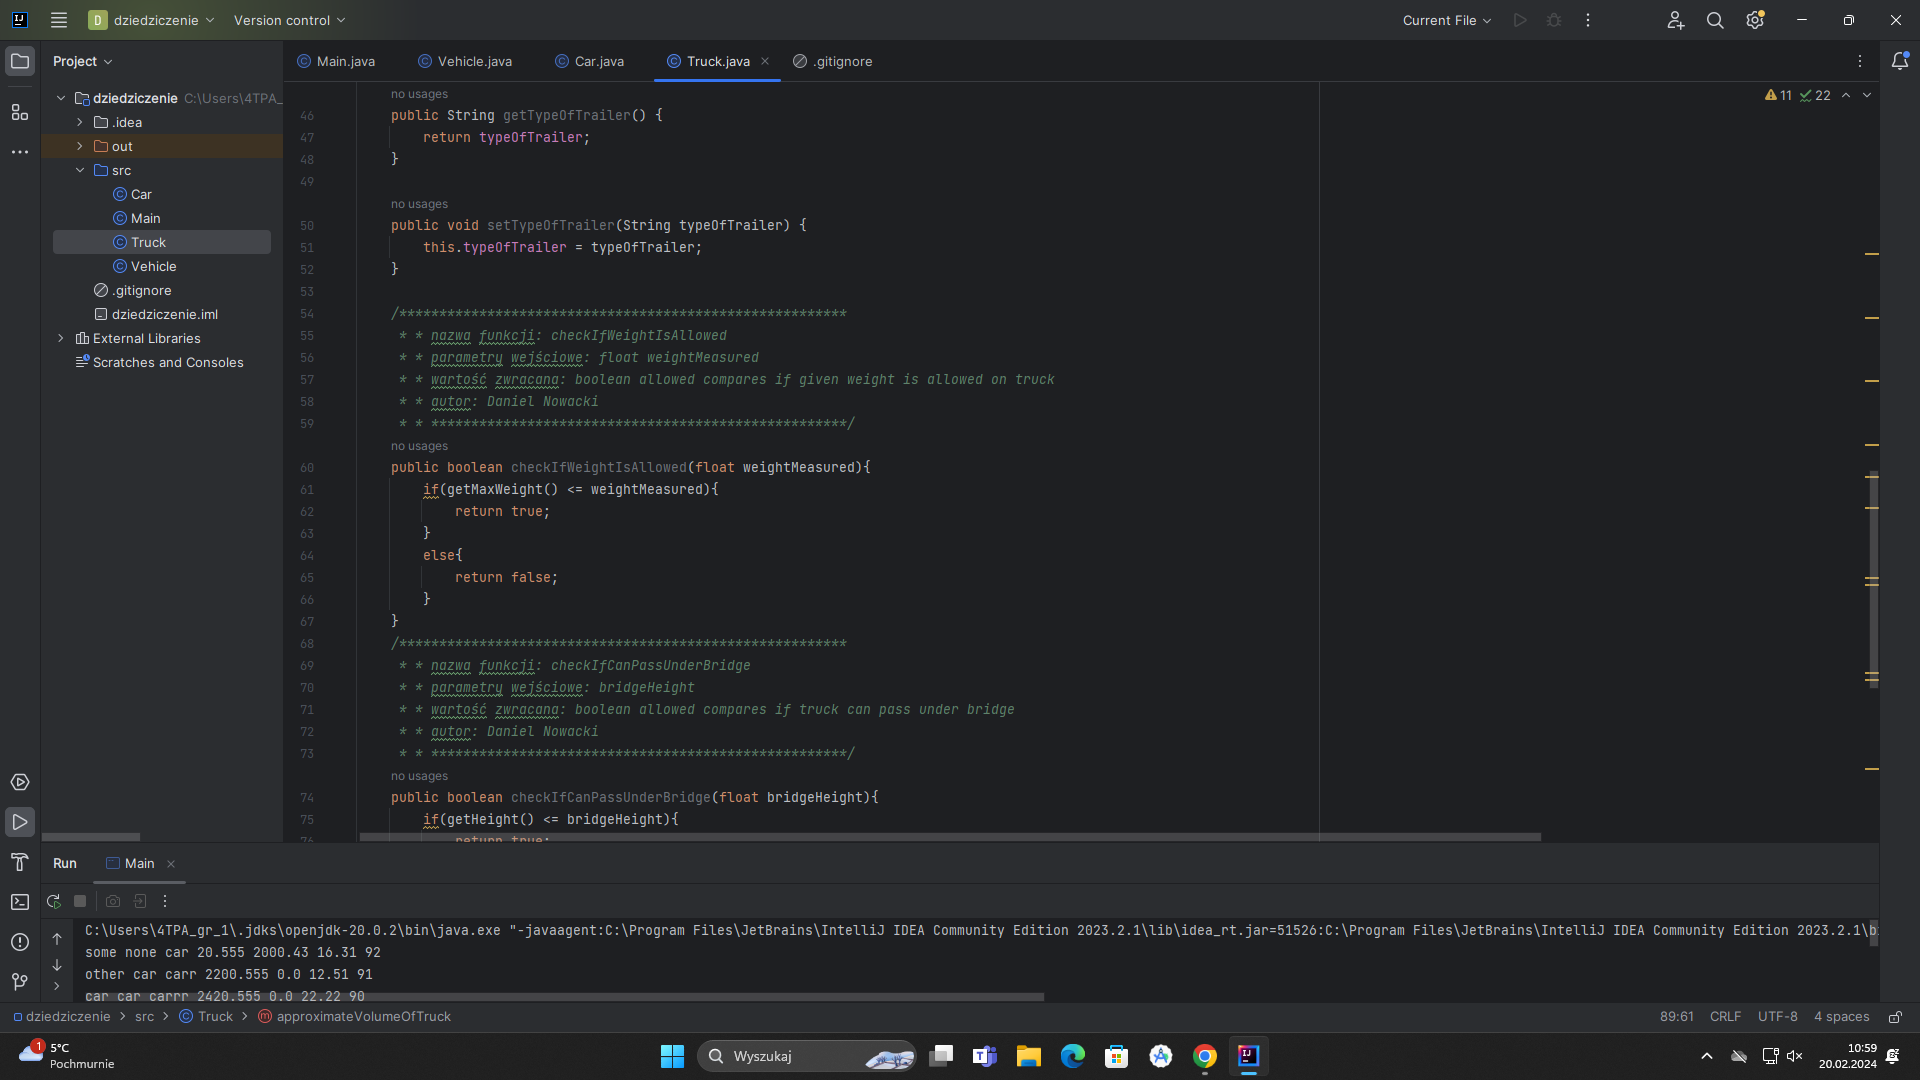 D dziedziczenie Version control Current File
Project Main.java Vehicle.java Car.java Truck.java .gitignore
dziedziczenie C:\Users\4TPA_
.idea
out
src
Car
Main
Truck
Vehicle
.gitignore
dziedziczenie.iml
External Libraries
Scratches and Consoles
11 22
no usages
46 public String getTypeOfTrailer() {
47 return typeOfTrailer;
48 }
49
no usages
50 public void setTypeOfTrailer(String typeOfTrailer) {
51 this.typeOfTrailer = typeOfTrailer;
52 }
53
54 /********************************************************
55 * * nazwa funkcji: checkIfWeightIsAllowed
56 * * parametry wejściowe: float weightMeasured
57 * * wartość zwracana: boolean allowed compares if given weight is allowed on truck
58 * * autor: Daniel Nowacki
59 * * ****************************************************/
no usages
60 public boolean checkIfWeightIsAllowed(float weightMeasured){
61 if(getMaxWeight() <= weightMeasured){
62 return true;
63 }
64 else{
65 return false;
66 }
67 }
68 /********************************************************
69 * * nazwa funkcji: checkIfCanPassUnderBridge
70 * * parametry wejściowe: bridgeHeight
71 * * wartość zwracana: boolean allowed compares if truck can pass under bridge
72 * * autor: Daniel Nowacki
73 * * ****************************************************/
no usages
74 public boolean checkIfCanPassUnderBridge(float bridgeHeight){
75 if(getHeight() <= bridgeHeight){
76 return true;
Run Main
C:\Users\4TPA_gr_1\.jdks\openjdk-20.0.2\bin\java.exe "-javaagent:C:\Program Files\JetBrains\IntelliJ IDEA Community Edition 2023.2.1\lib\idea_rt.jar=51526:C:\Program Files\JetBrains\IntelliJ IDEA Community Edition 2023.2.1\b
some none car 20.555 2000.43 16.31 92
other car carr 2200.555 0.0 12.51 91
car car carrr 2420.555 0.0 22.22 90
dziedziczenie > src > Truck > approximateVolumeOfTruck 89:61 CRLF UTF-8 4 spaces
1 5°C
Pochmurnie
Wyszukaj
10:59
20.02.2024